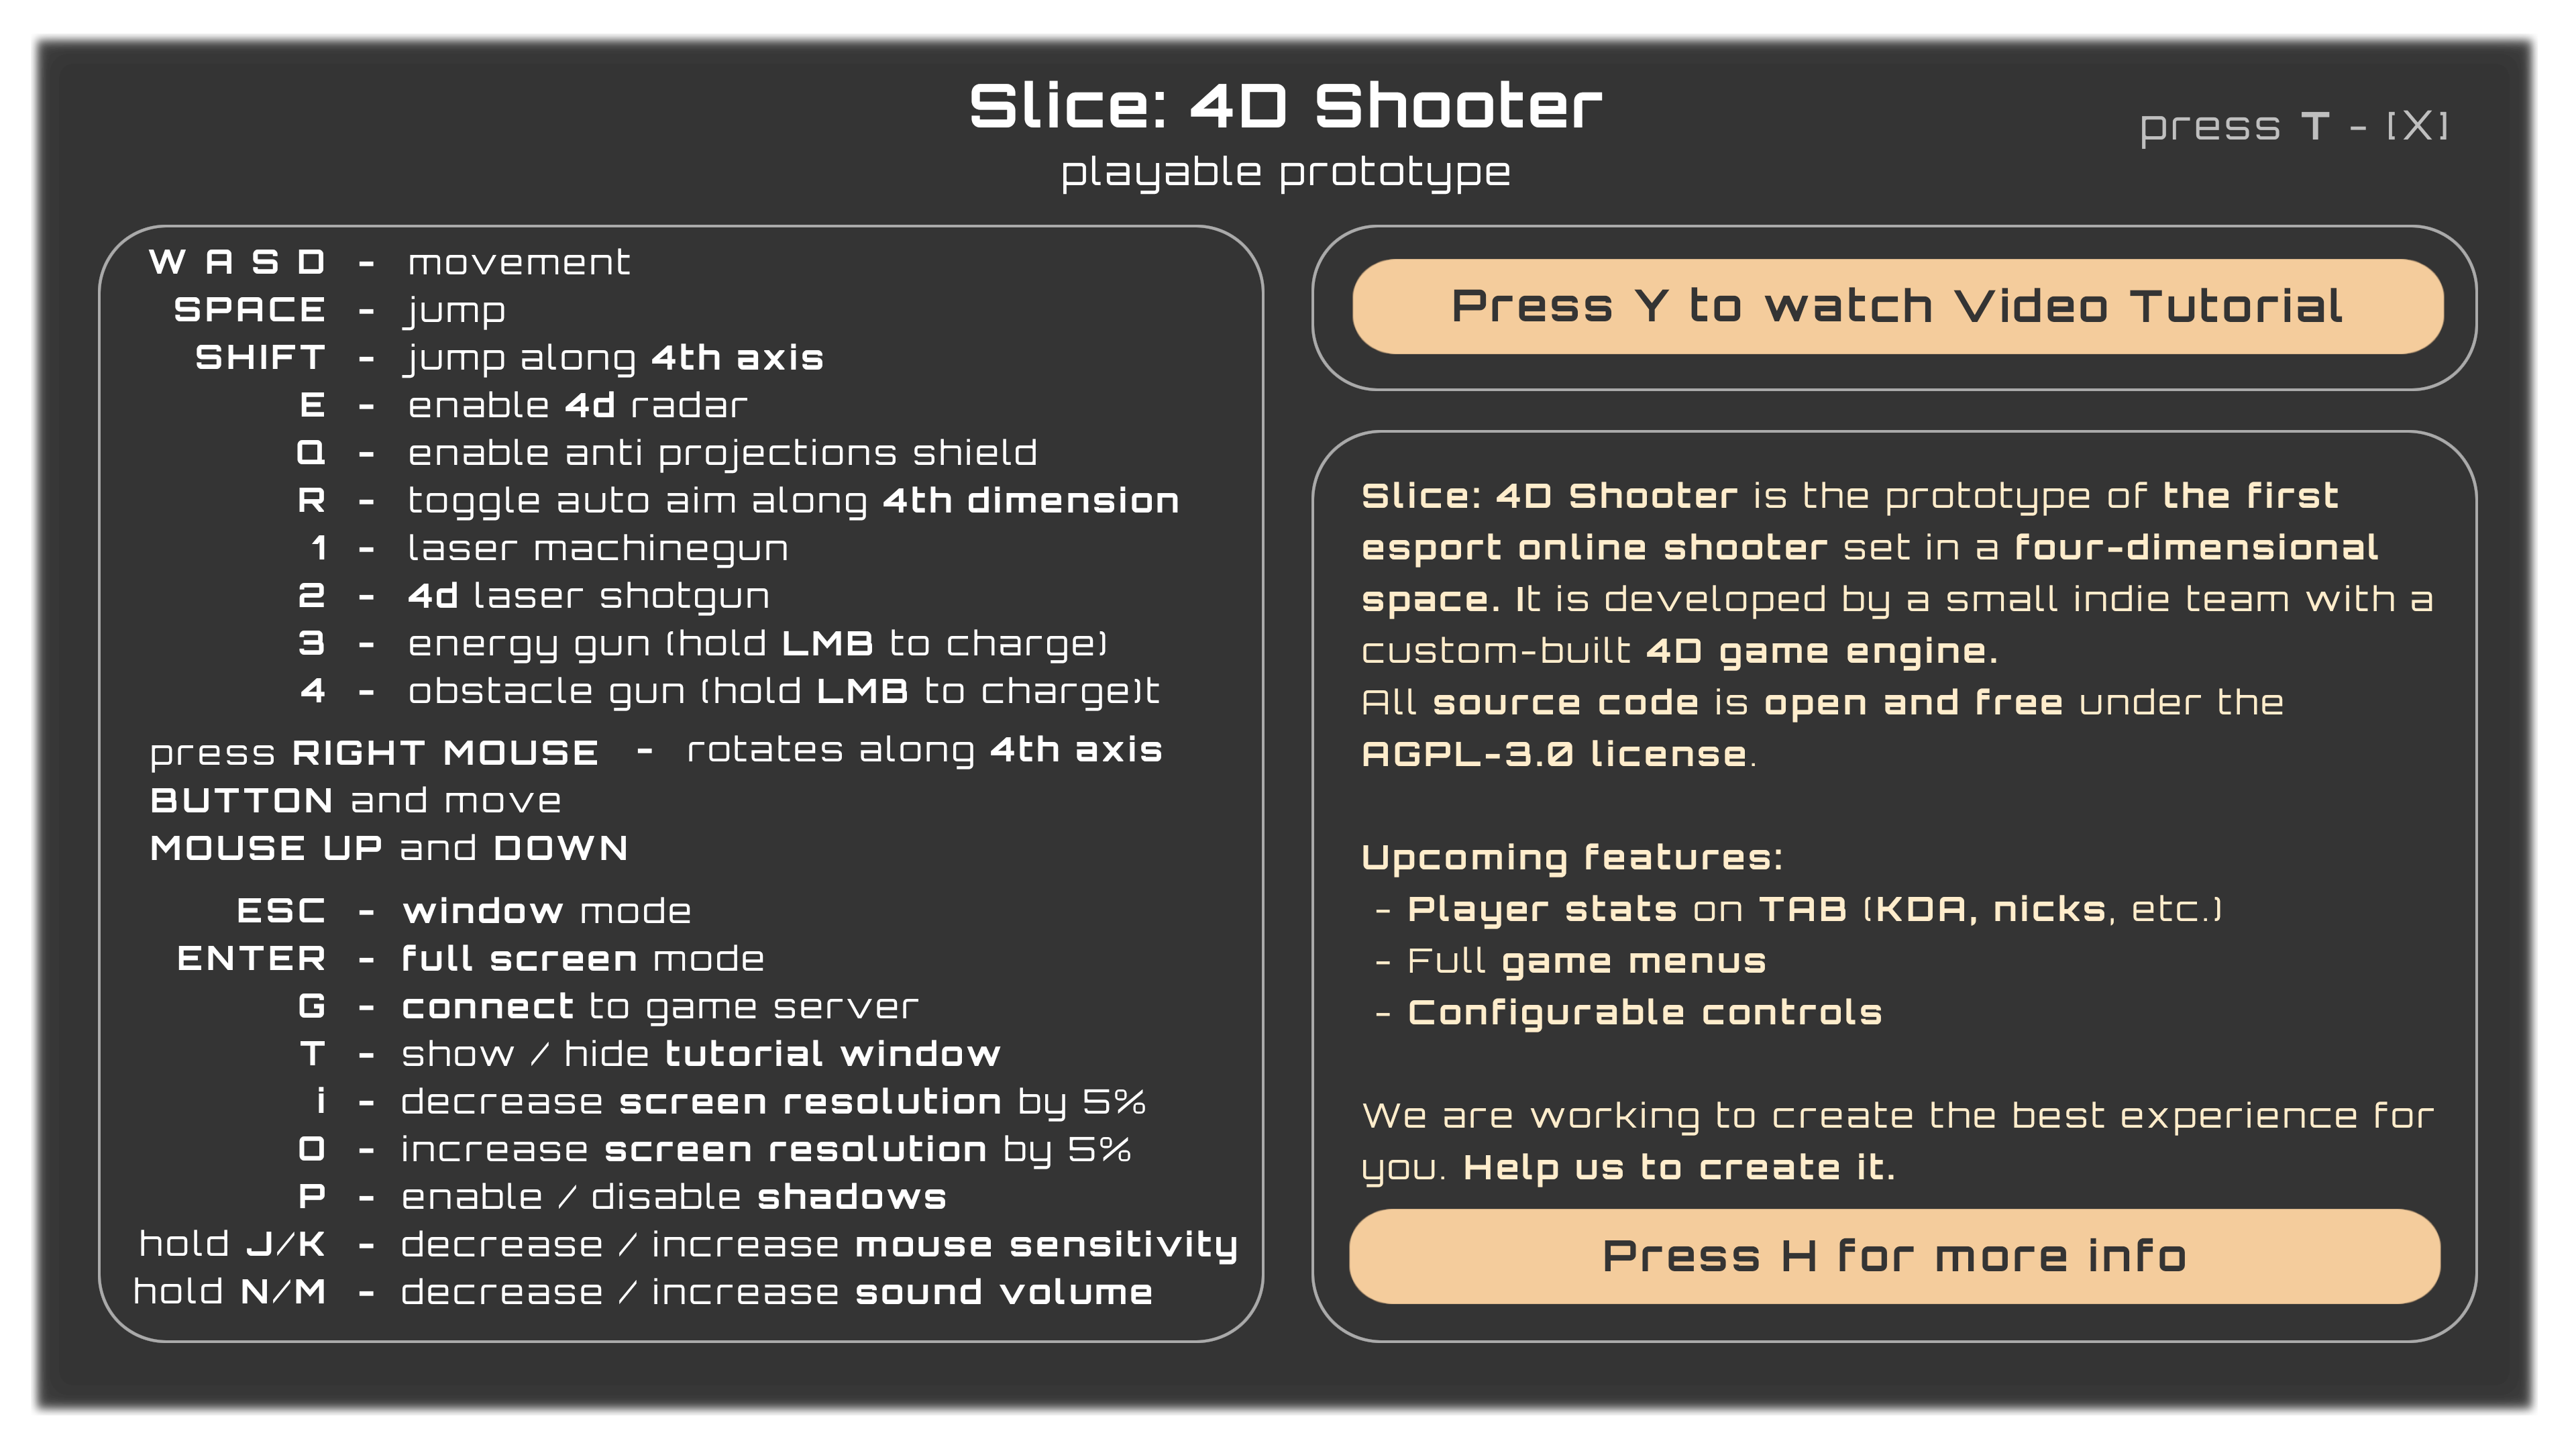 Slice: 4D Shooter
playable prototype
press T - [X]
W A S D - movement
SPACE - jump
SHIFT - jump along 4th axis
E - enable 4d radar
Q - enable anti projections shield
R - toggle auto aim along 4th dimension
1 - laser machinegun
2 - 4d laser shotgun
3 - energy gun (hold LMB to charge)
4 - obstacle gun (hold LMB to charge)t
press RIGHT MOUSE - rotates along 4th axis
BUTTON and move
MOUSE UP and DOWN
ESC - window mode
ENTER - full screen mode
G - connect to game server
T - show / hide tutorial window
i - decrease screen resolution by 5%
O - increase screen resolution by 5%
P - enable / disable shadows
hold J/K - decrease / increase mouse sensitivity
hold N/M - decrease / increase sound volume
Press Y to watch Video Tutorial
Slice: 4D Shooter is the prototype of the first
esport online shooter set in a four-dimensional
space. It is developed by a small indie team with a
custom-built 4D game engine.
All source code is open and free under the
AGPL-3.0 license.
Upcoming features:
- Player stats on TAB (KDA, nicks, etc.)
- Full game menus
- Configurable controls
We are working to create the best experience for
you. Help us to create it.
Press H for more info